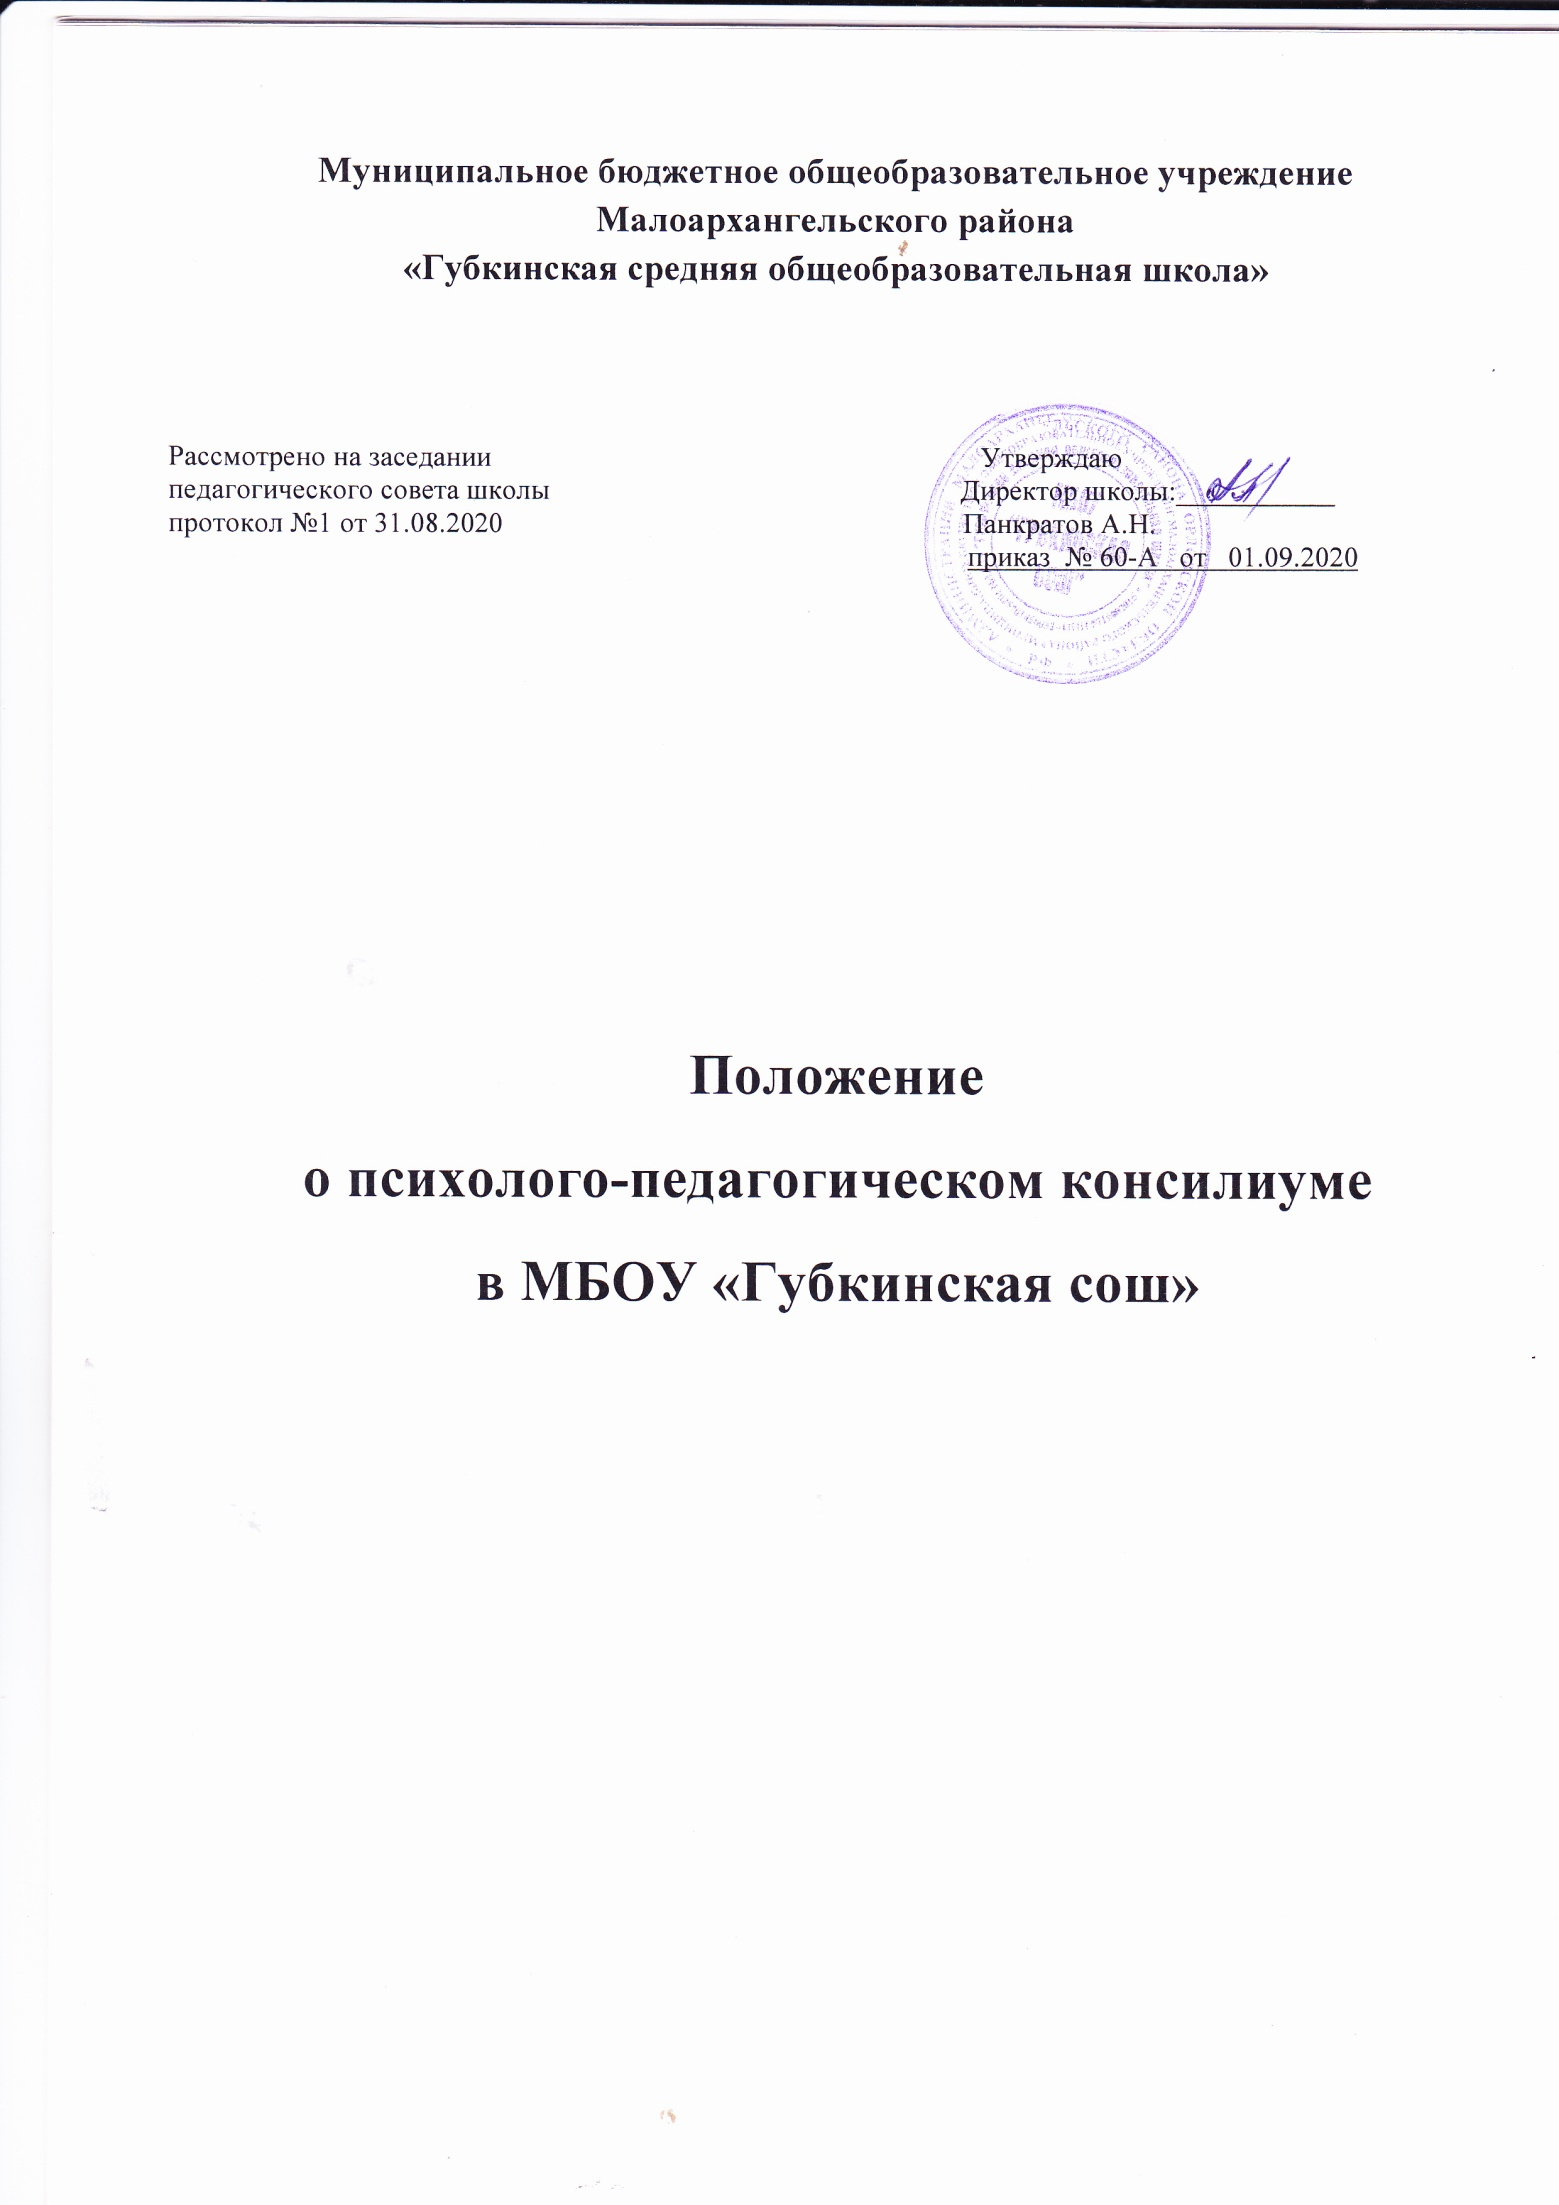 Муниципальное бюджетное общеобразовательное учреждение
Малоархангельского района
«Губкинская средняя общеобразовательная школа»
Рассмотрено на заседании
педагогического совета школы
протокол №1 от 31.08.2020
Утверждаю
Директор школы:
Панкратов А.Н.
приказ № 60-А от 01.09.2020
Положение
о психолого-педагогическом консилиуме
в МБОУ «Губкинская сош»